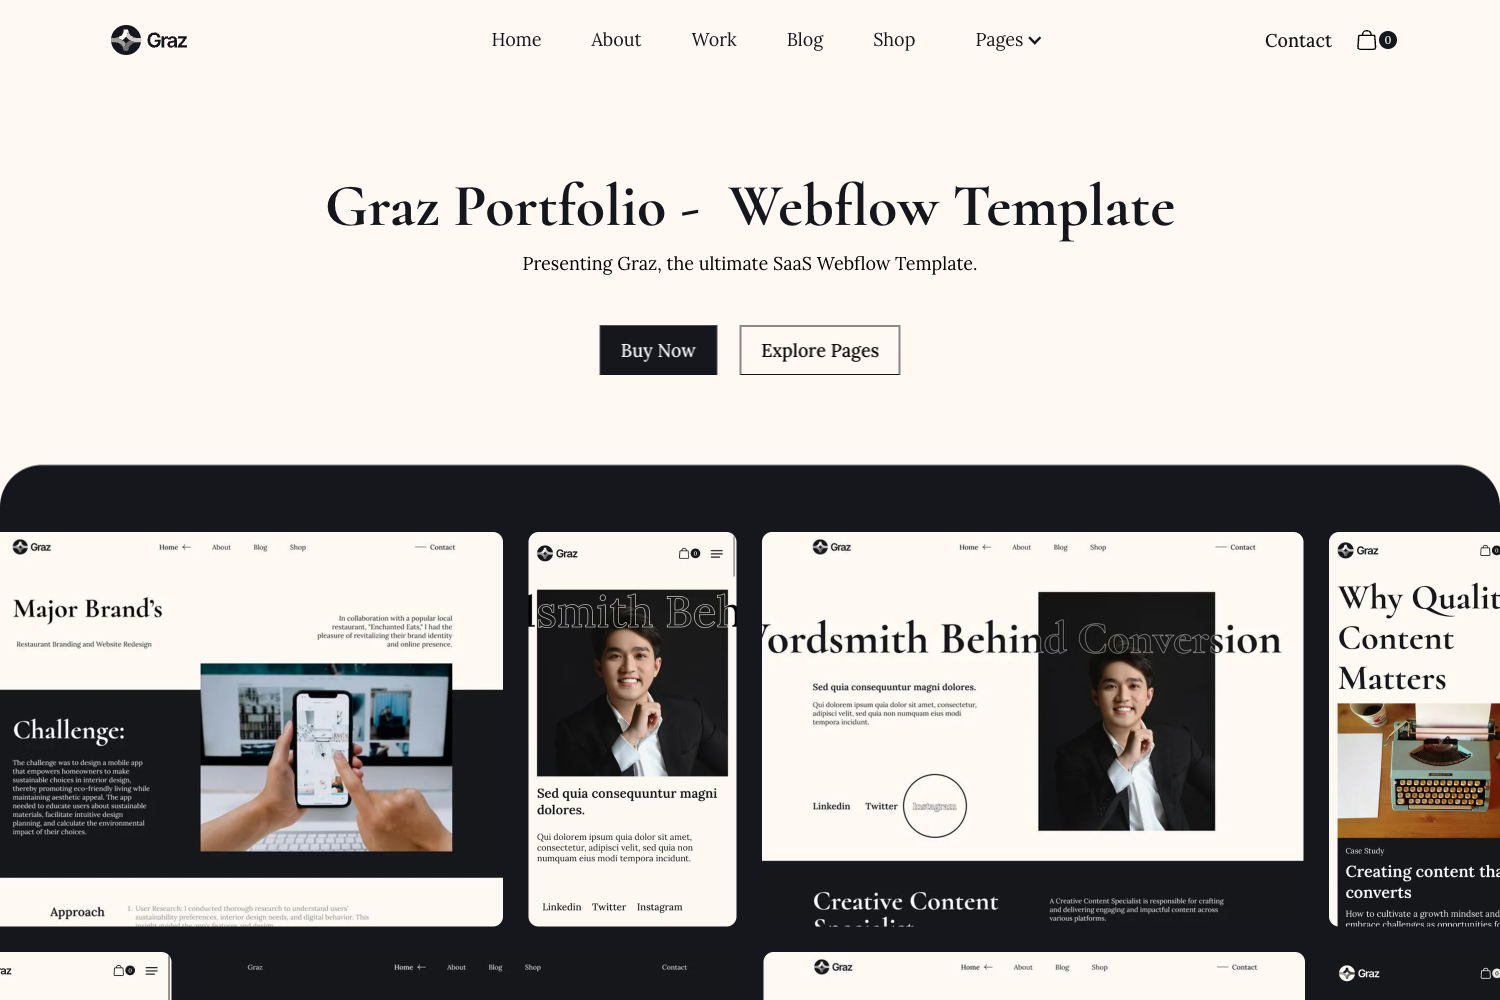 Graz
Home About Work Blog Shop Pages
Contact 0
Graz Portfolio - Webflow Template
Presenting Graz, the ultimate SaaS Webflow Template.
Buy Now Explore Pages
Graz Home About Blog Shop Contact
Major Brand's
Restaurant Branding and Website Redesign
In collaboration with a popular local
restaurant, "Enchanted Eats," I had the
pleasure of revitalizing their brand identity
and online presence.
Challenge:
The challenge was to design a mobile app
that empowers homeowners to make
sustainable choices in interior design,
thereby promoting eco-friendly living while
maintaining aesthetic appeal. The app
needed to educate users about sustainable
materials, facilitate intuitive design
planning, and calculate the environmental
impact of their choices.
Approach
1. User Research: I conducted thorough research to understand users'
sustainability preferences, interior design needs, and digital behavior. This
insight guided the app's features and design.
Graz 0
dsmith Beh
Sed quia consequuntur magni
dolores.
Qui dolorem ipsum quia dolor sit amet,
consectetur, adipisci velit, sed quia non
numquam eius modi tempora incidunt.
Linkedin Twitter Instagram
Graz Home About Blog Shop Contact
Wordsmith Behind Conversion
Sed quia consequuntur magni dolores.
Qui dolorem ipsum quia dolor sit amet, consectetur,
adipisci velit, sed quia non numquam eius modi
tempora incidunt.
Linkedin Twitter Instagram
Creative Content
Specialist
A Creative Content Specialist is responsible for crafting
and delivering engaging and impactful content across
various platforms.
Graz 0
Why Qualit
Content
Matters
Case Study
Creating content tha
converts
How to cultivate a growth mindset and
embrace challenges as opportunities fo
raz 0
Graz Home About Blog Shop Contact
Graz Home About Blog Shop Contact
Graz 0